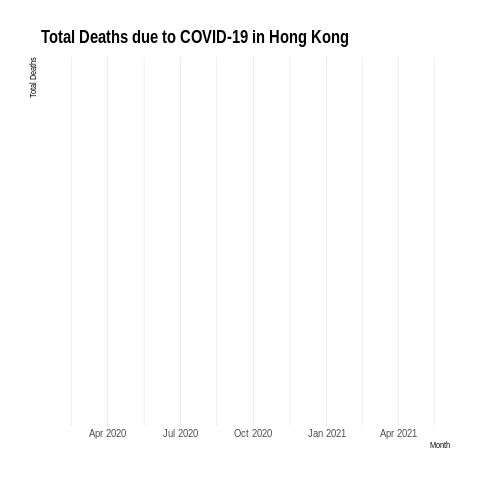 Total Deaths due to COVID-19 in Hong Kong
Total Deaths
Apr 2020 Jul 2020 Oct 2020 Jan 2021 Apr 2021
Month